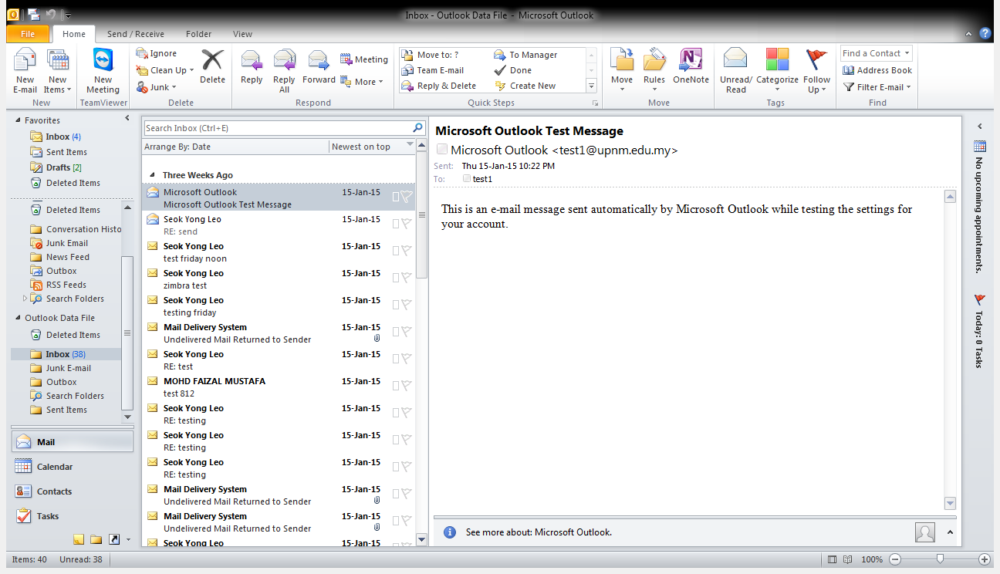 Inbox - Outlook Data File - Microsoft Outlook
File Home Send / Receive Folder View
New E-mail
New Items
New Meeting
Ignore
Clean Up
Junk
Delete
Reply
Reply All
Forward
Meeting
More
Move to: ?
Team E-mail
Reply & Delete
To Manager
Done
Create New
Move
Rules
OneNote
Unread/ Read
Categorize
Follow Up
Find a Contact
Address Book
Filter E-mail
New TeamViewer Delete Respond Quick Steps Move Tags Find
Favorites
Inbox (4)
Sent Items
Drafts [2]
Deleted Items
Deleted Items
Conversation Histo
Junk Email
News Feed
Outbox
RSS Feeds
Search Folders
Outlook Data File
Deleted Items
Inbox (38)
Junk E-mail
Outbox
Search Folders
Sent Items
Mail
Calendar
Contacts
Tasks
Search Inbox (Ctrl+E)
Arrange By: Date Newest on top
Three Weeks Ago
Microsoft Outlook 15-Jan-15
Microsoft Outlook Test Message
Seok Yong Leo 15-Jan-15
RE: send
Seok Yong Leo 15-Jan-15
test friday noon
Seok Yong Leo 15-Jan-15
zimbra test
Seok Yong Leo 15-Jan-15
testing friday
Mail Delivery System 15-Jan-15
Undelivered Mail Returned to Sender
Seok Yong Leo 15-Jan-15
RE: test
MOHD FAIZAL MUSTAFA 15-Jan-15
test 812
Seok Yong Leo 15-Jan-15
RE: testing
Seok Yong Leo 15-Jan-15
RE: testing
Seok Yong Leo 15-Jan-15
RE: testing
Mail Delivery System 15-Jan-15
Undelivered Mail Returned to Sender
Mail Delivery System 15-Jan-15
Undelivered Mail Returned to Sender
Seok Yong Leo 15-Jan-15
Microsoft Outlook Test Message
Microsoft Outlook <test1@upnm.edu.my>
Sent: Thu 15-Jan-15 10:22 PM
To: test1
This is an e-mail message sent automatically by Microsoft Outlook while testing the settings for
your account.
See more about: Microsoft Outlook.
No upcoming appointments.
Today: 0 Tasks
Items: 40 Unread: 38 100%